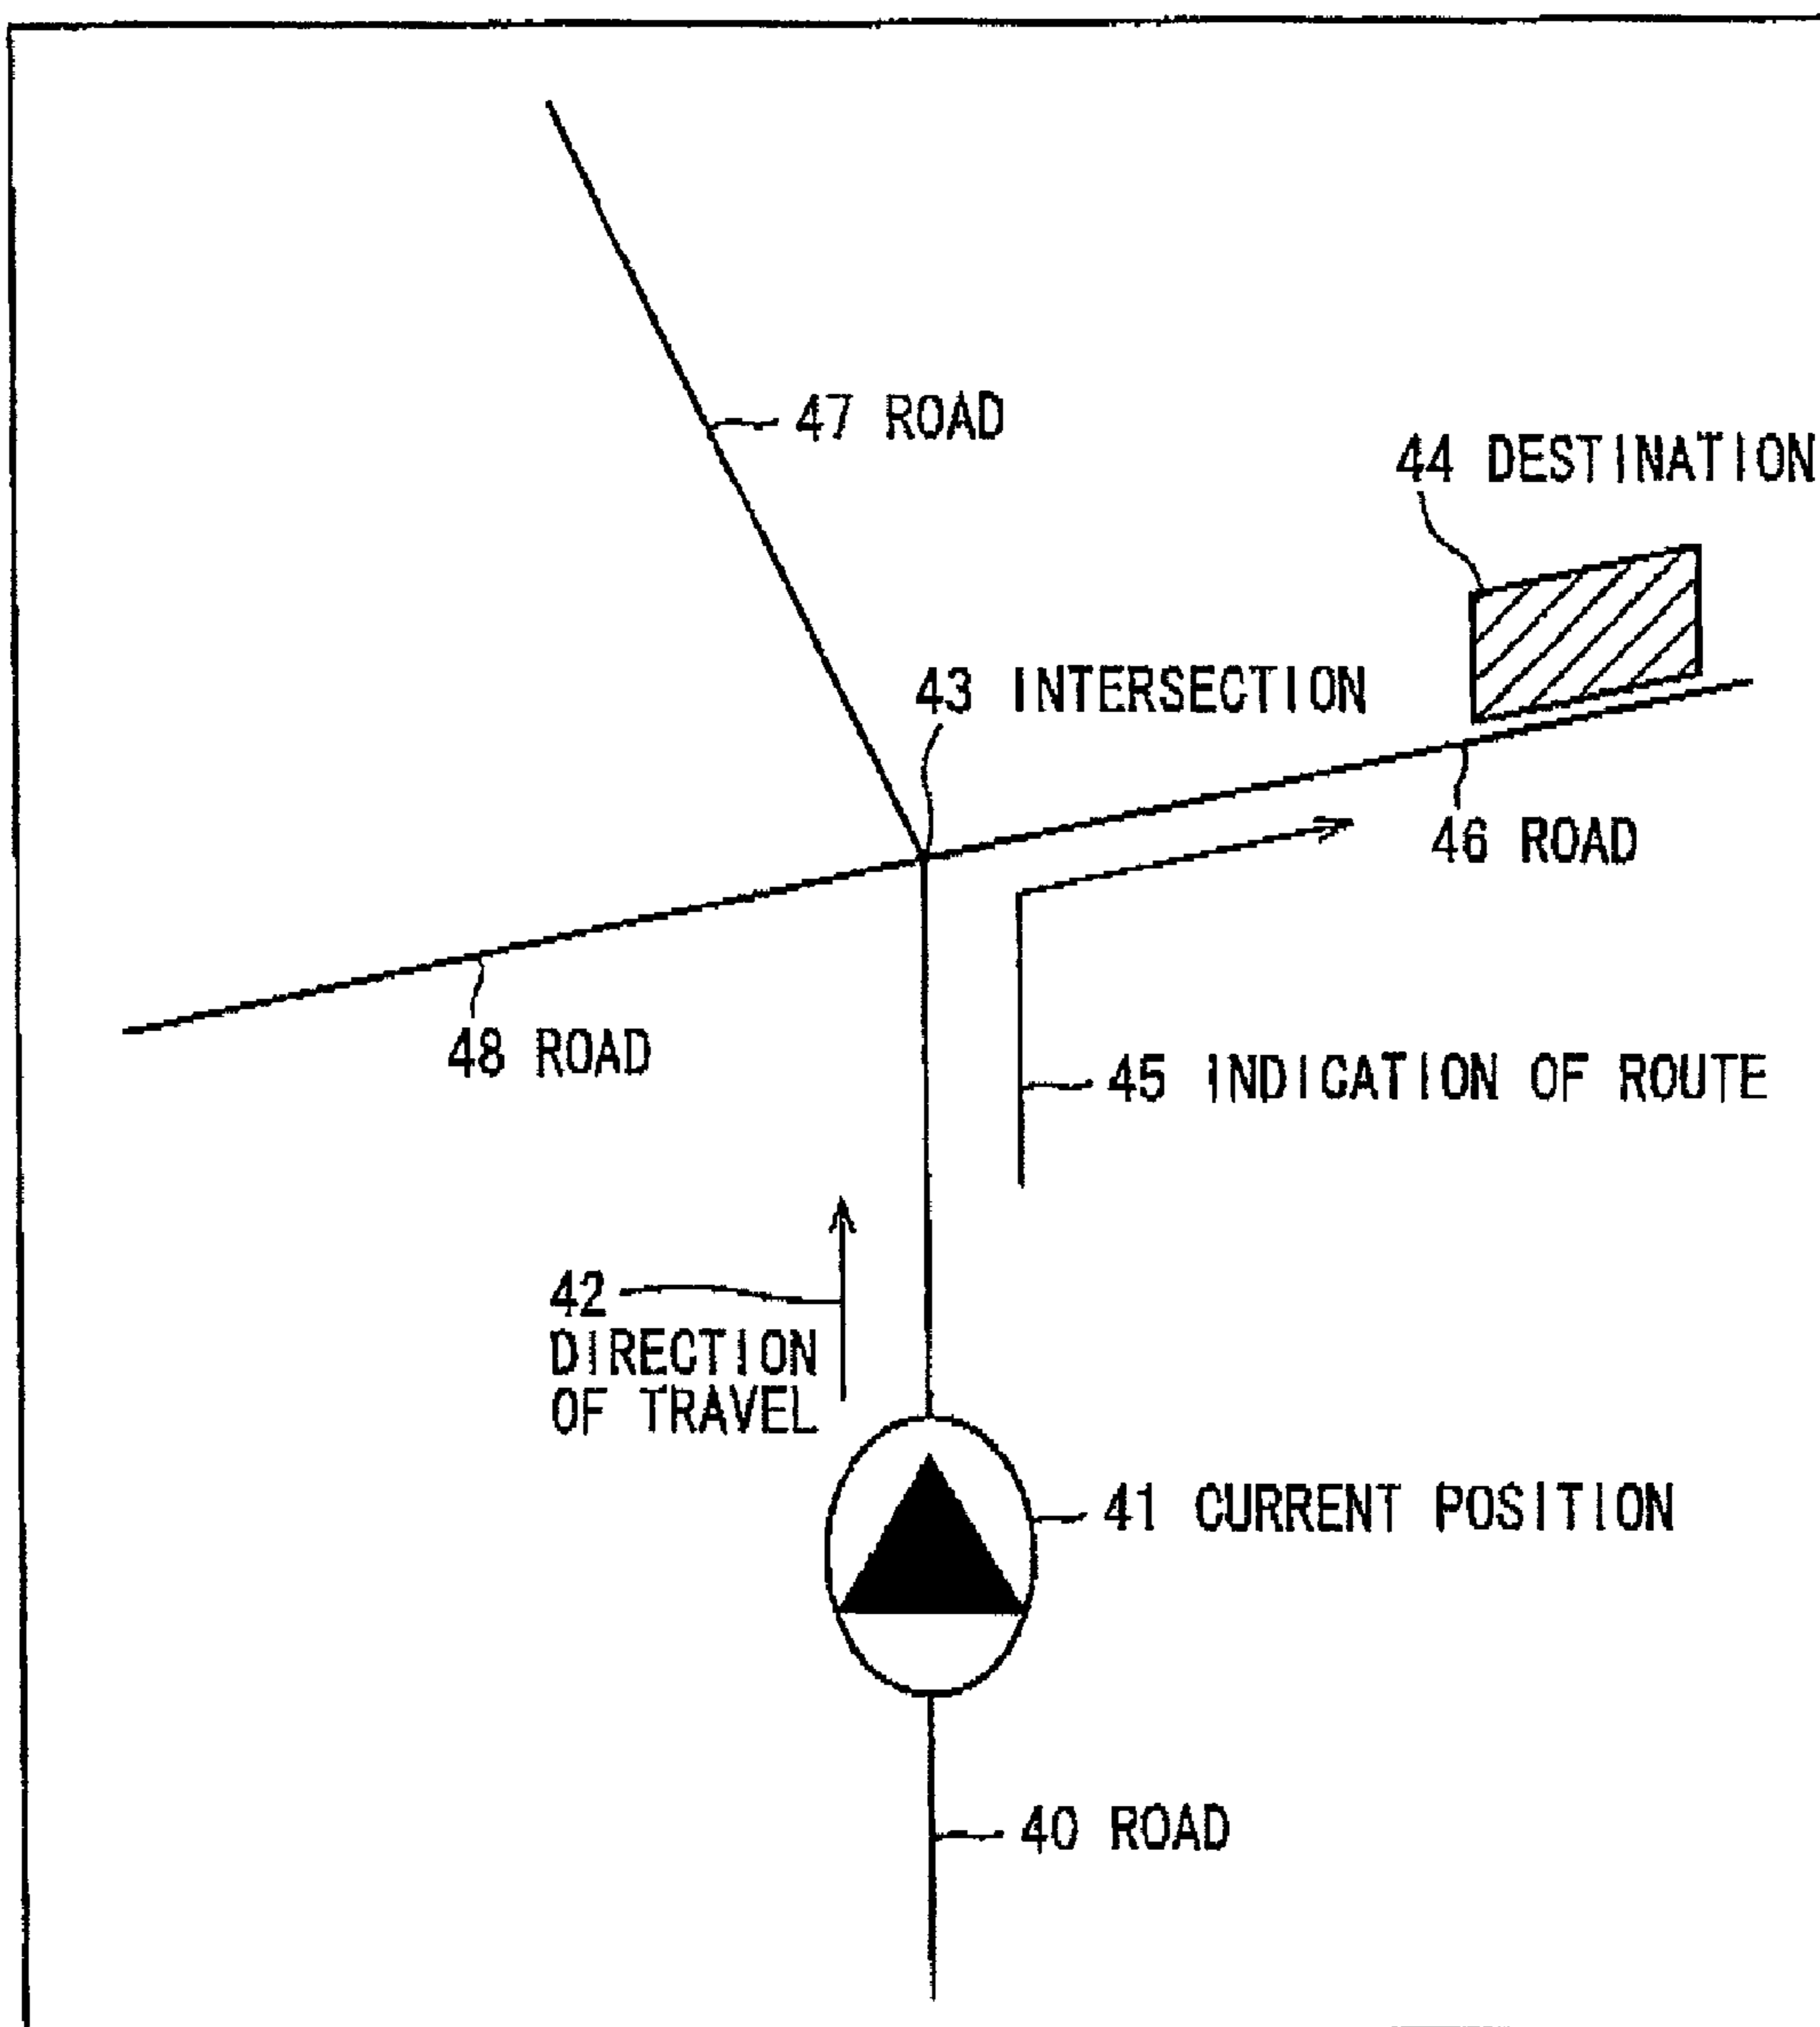 47 ROAD
44 DESTINATION
43 INTERSECTION
46 ROAD
48 ROAD
45 INDICATION OF ROUTE
42
DIRECTION
OF TRAVEL
41 CURRENT POSITION
40 ROAD